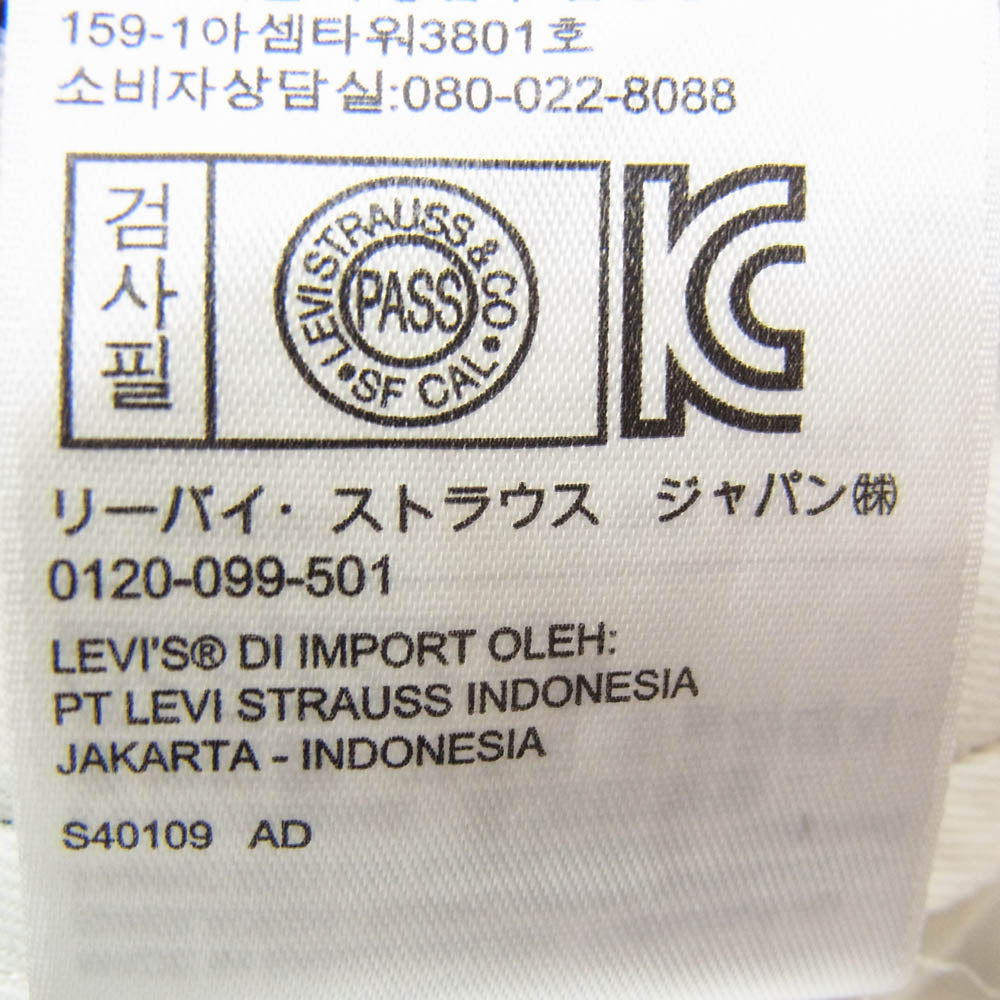 159-1아셈타워3801호
소비자상담실:080-022-8088
검사필
LEVI STRAUSS & CO • SF CAL •
PASS
KC
リーバイ・ストラウス ジャパン㈱
0120-099-501
LEVI'S® DI IMPORT OLEH:
PT LEVI STRAUSS INDONESIA
JAKARTA - INDONESIA
S40109 AD